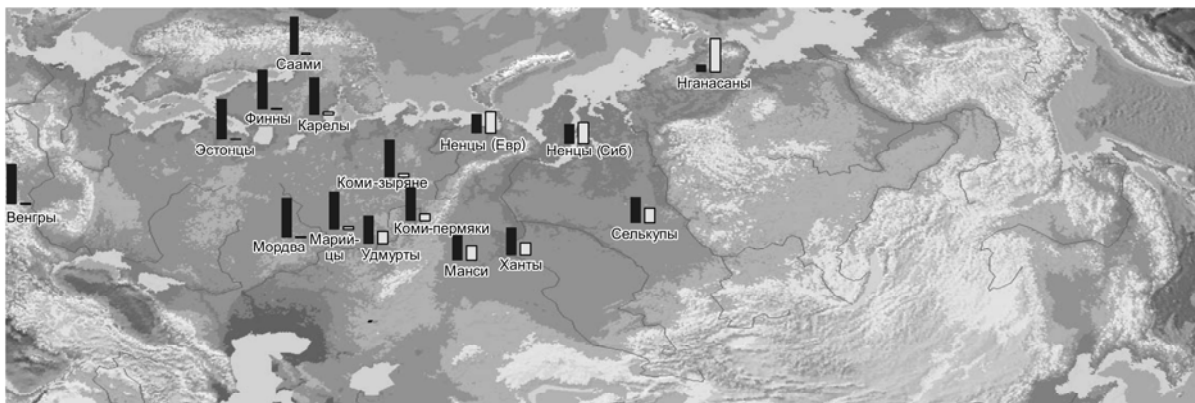 Саами
Нганасаны
Финны
Карелы
Эстонцы
Ненцы (Евр)
Ненцы (Сиб)
Коми-зыряне
Венгры
Мордва
Марий-
цы
Удмурты
Коми-пермяки
Манси
Ханты
Селькупы